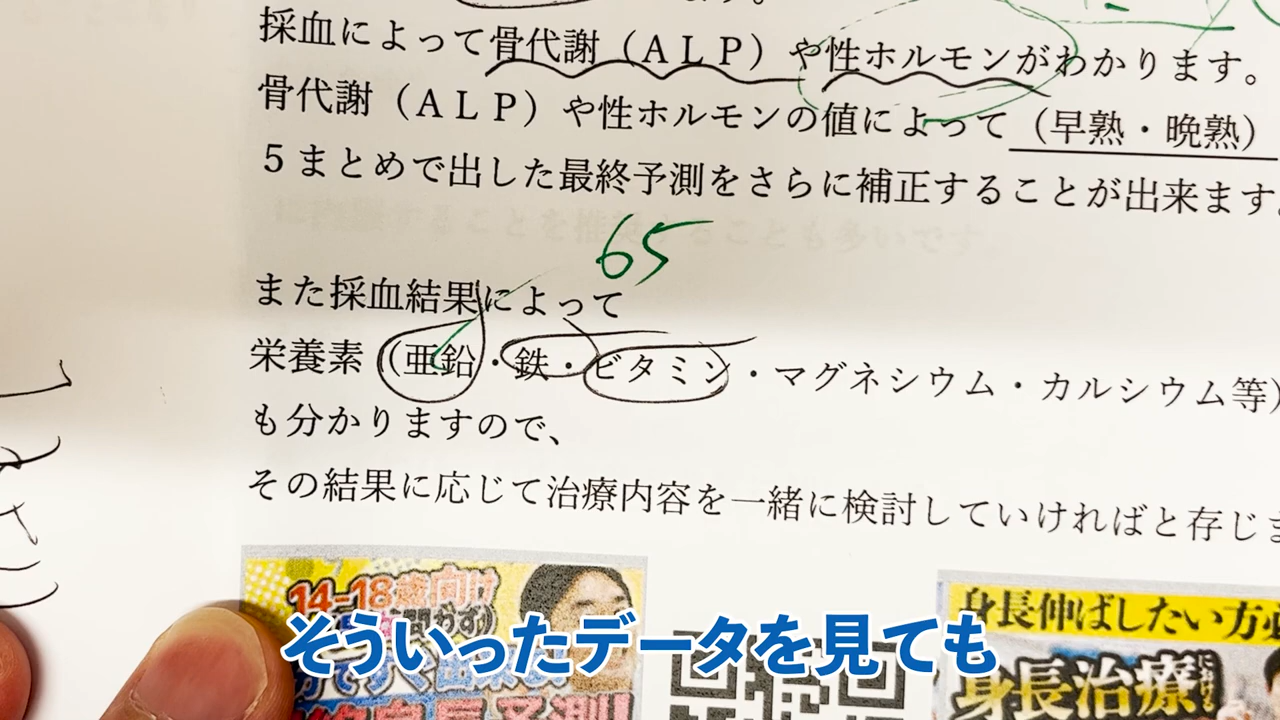 採血によって骨代謝（ＡＬＰ）や性ホルモンがわかります。
骨代謝（ＡＬＰ）や性ホルモンの値によって（早熟・晩熟）
５まとめで出した最終予測をさらに補正することが出来ます。
65
また採血結果によって
栄養素（亜鉛・鉄・ビタミン・マグネシウム・カルシウム等）
も分かりますので、
その結果に応じて治療内容を一緒に検討していければと存じま
14-18歳向け
身長伸ばしたい方必
身長治療
における
そういったデータを見ても